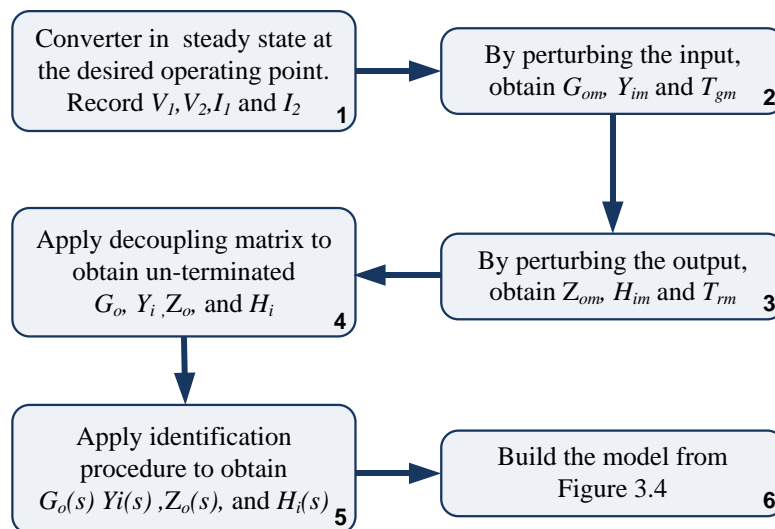 Converter in steady state at
the desired operating point.
Record V1,V2,I1 and I2
1
By perturbing the input,
obtain Gom, Yim and Tgm
2
By perturbing the output,
obtain Zom, Him and Trm
3
Apply decoupling matrix to
obtain un-terminated
Go, Yi ,Zo, and Hi
4
Apply identification
procedure to obtain
Go(s) Yi(s) ,Zo(s), and Hi(s)
5
Build the model from
Figure 3.4
6